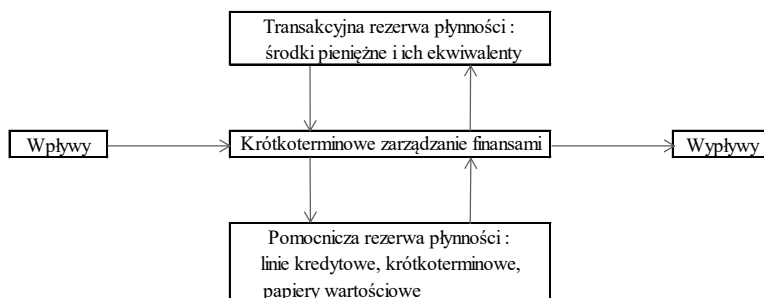 Transakcyjna rezerwa płynności :
środki pieniężne i ich ekwiwalenty
Wpływy
Krótkoterminowe zarządzanie finansami
Wypływy
Pomocnicza rezerwa płynności :
linie kredytowe, krótkoterminowe,
papiery wartościowe